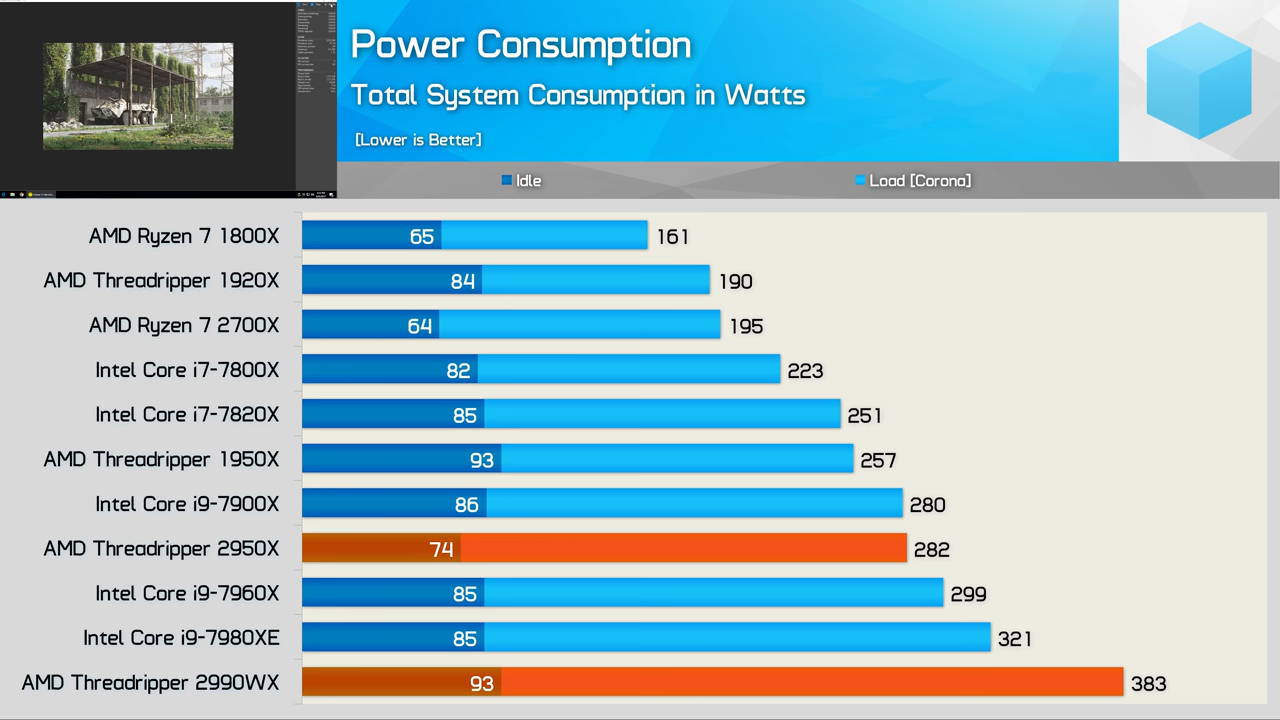 Power Consumption
Total System Consumption in Watts
[Lower is Better]
Idle
Load [Corona]
AMD Ryzen 7 1800X 65 161
AMD Threadripper 1920X 84 190
AMD Ryzen 7 2700X 64 195
Intel Core i7-7800X 82 223
Intel Core i7-7820X 85 251
AMD Threadripper 1950X 93 257
Intel Core i9-7900X 86 280
AMD Threadripper 2950X 74 282
Intel Core i9-7960X 85 299
Intel Core i9-7980XE 85 321
AMD Threadripper 2990WX 93 383